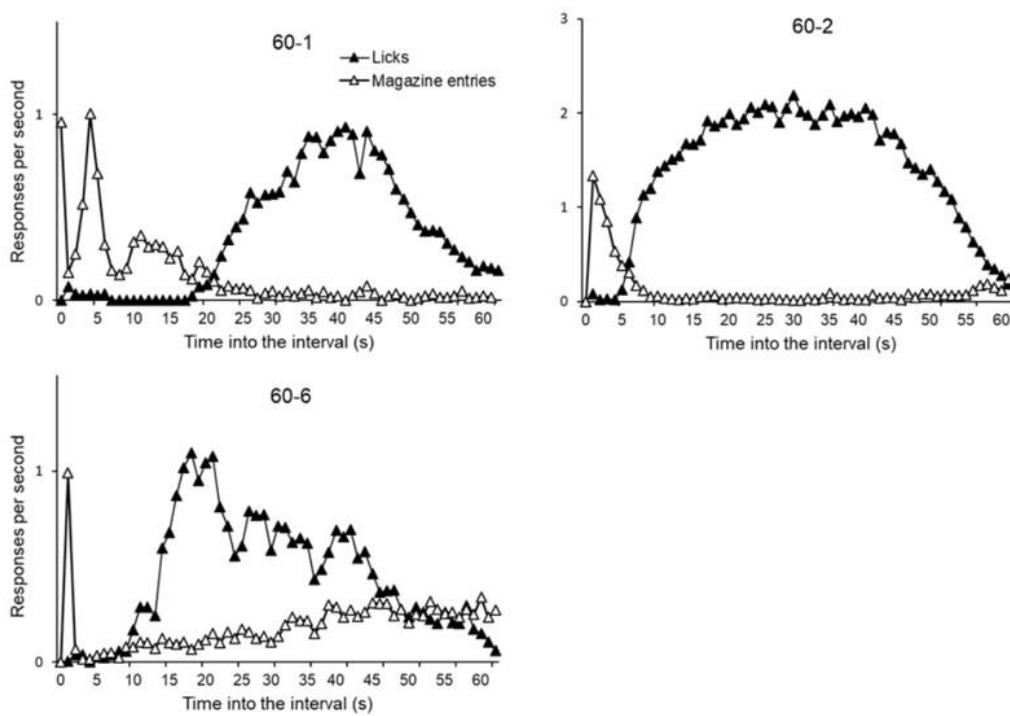 60-1
Licks
Magazine entries
Responses per second
1
0
0 5 10 15 20 25 30 35 40 45 50 55 60
Time into the interval (s)
60-2
3
2
1
0
0 5 10 15 20 25 30 35 40 45 50 55 60
Time into the interval (s)
60-6
Responses per second
1
0
0 5 10 15 20 25 30 35 40 45 50 55 60
Time into the interval (s)